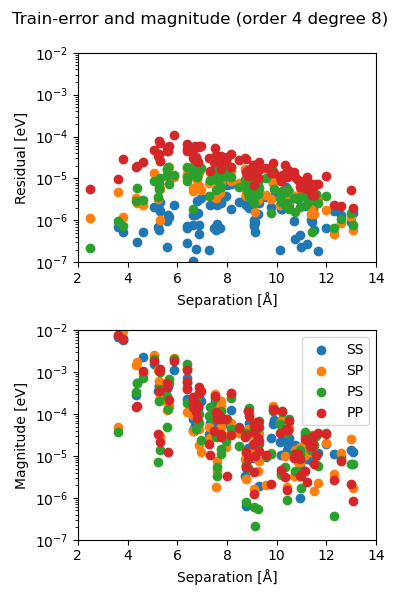 Train-error and magnitude (order 4 degree 8)
10⁻²
10⁻³
10⁻⁴
10⁻⁵
10⁻⁶
10⁻⁷
Residual [eV]
2 4 6 8 10 12 14
Separation [Å]
10⁻²
10⁻³
10⁻⁴
10⁻⁵
10⁻⁶
10⁻⁷
Magnitude [eV]
SS
SP
PS
PP
2 4 6 8 10 12 14
Separation [Å]